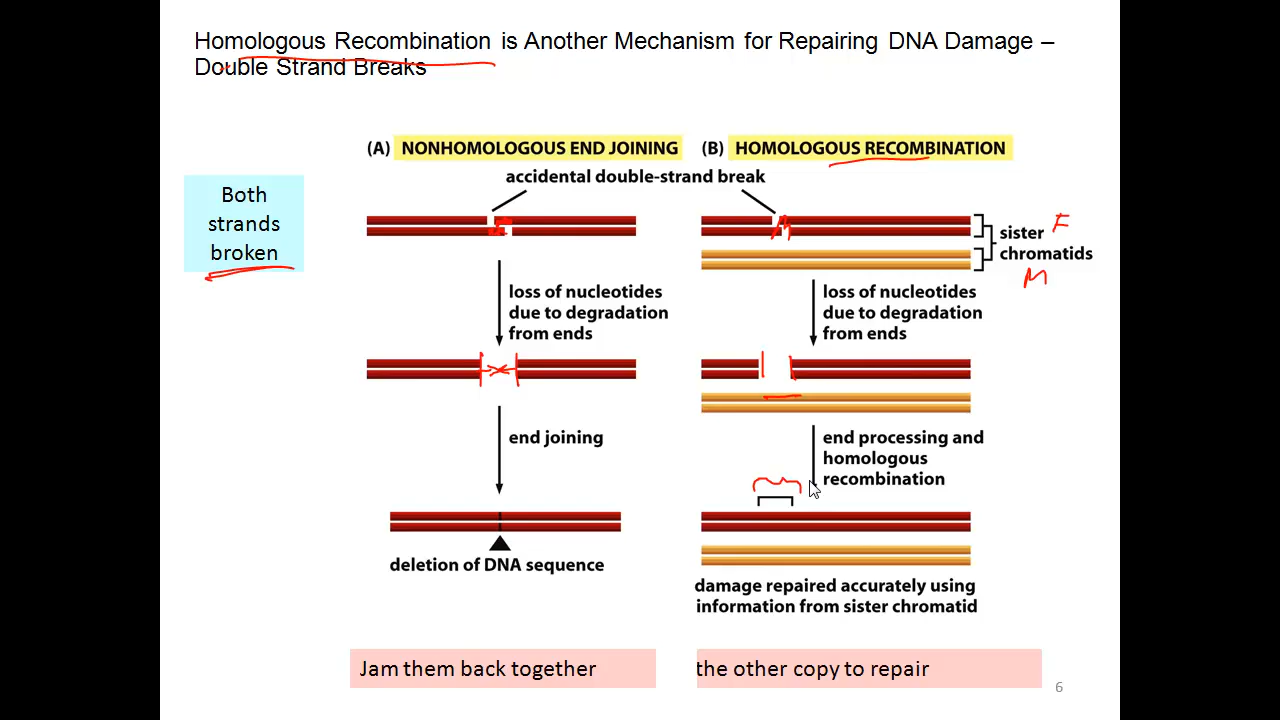 Homologous Recombination is Another Mechanism for Repairing DNA Damage –
Double Strand Breaks
(A) NONHOMOLOGOUS END JOINING
(B) HOMOLOGOUS RECOMBINATION
accidental double-strand break
Both
strands
broken
sister F
chromatids
M
loss of nucleotides
due to degradation
from ends
loss of nucleotides
due to degradation
from ends
end joining
end processing and
homologous
recombination
deletion of DNA sequence
damage repaired accurately using
information from sister chromatid
Jam them back together
the other copy to repair
6